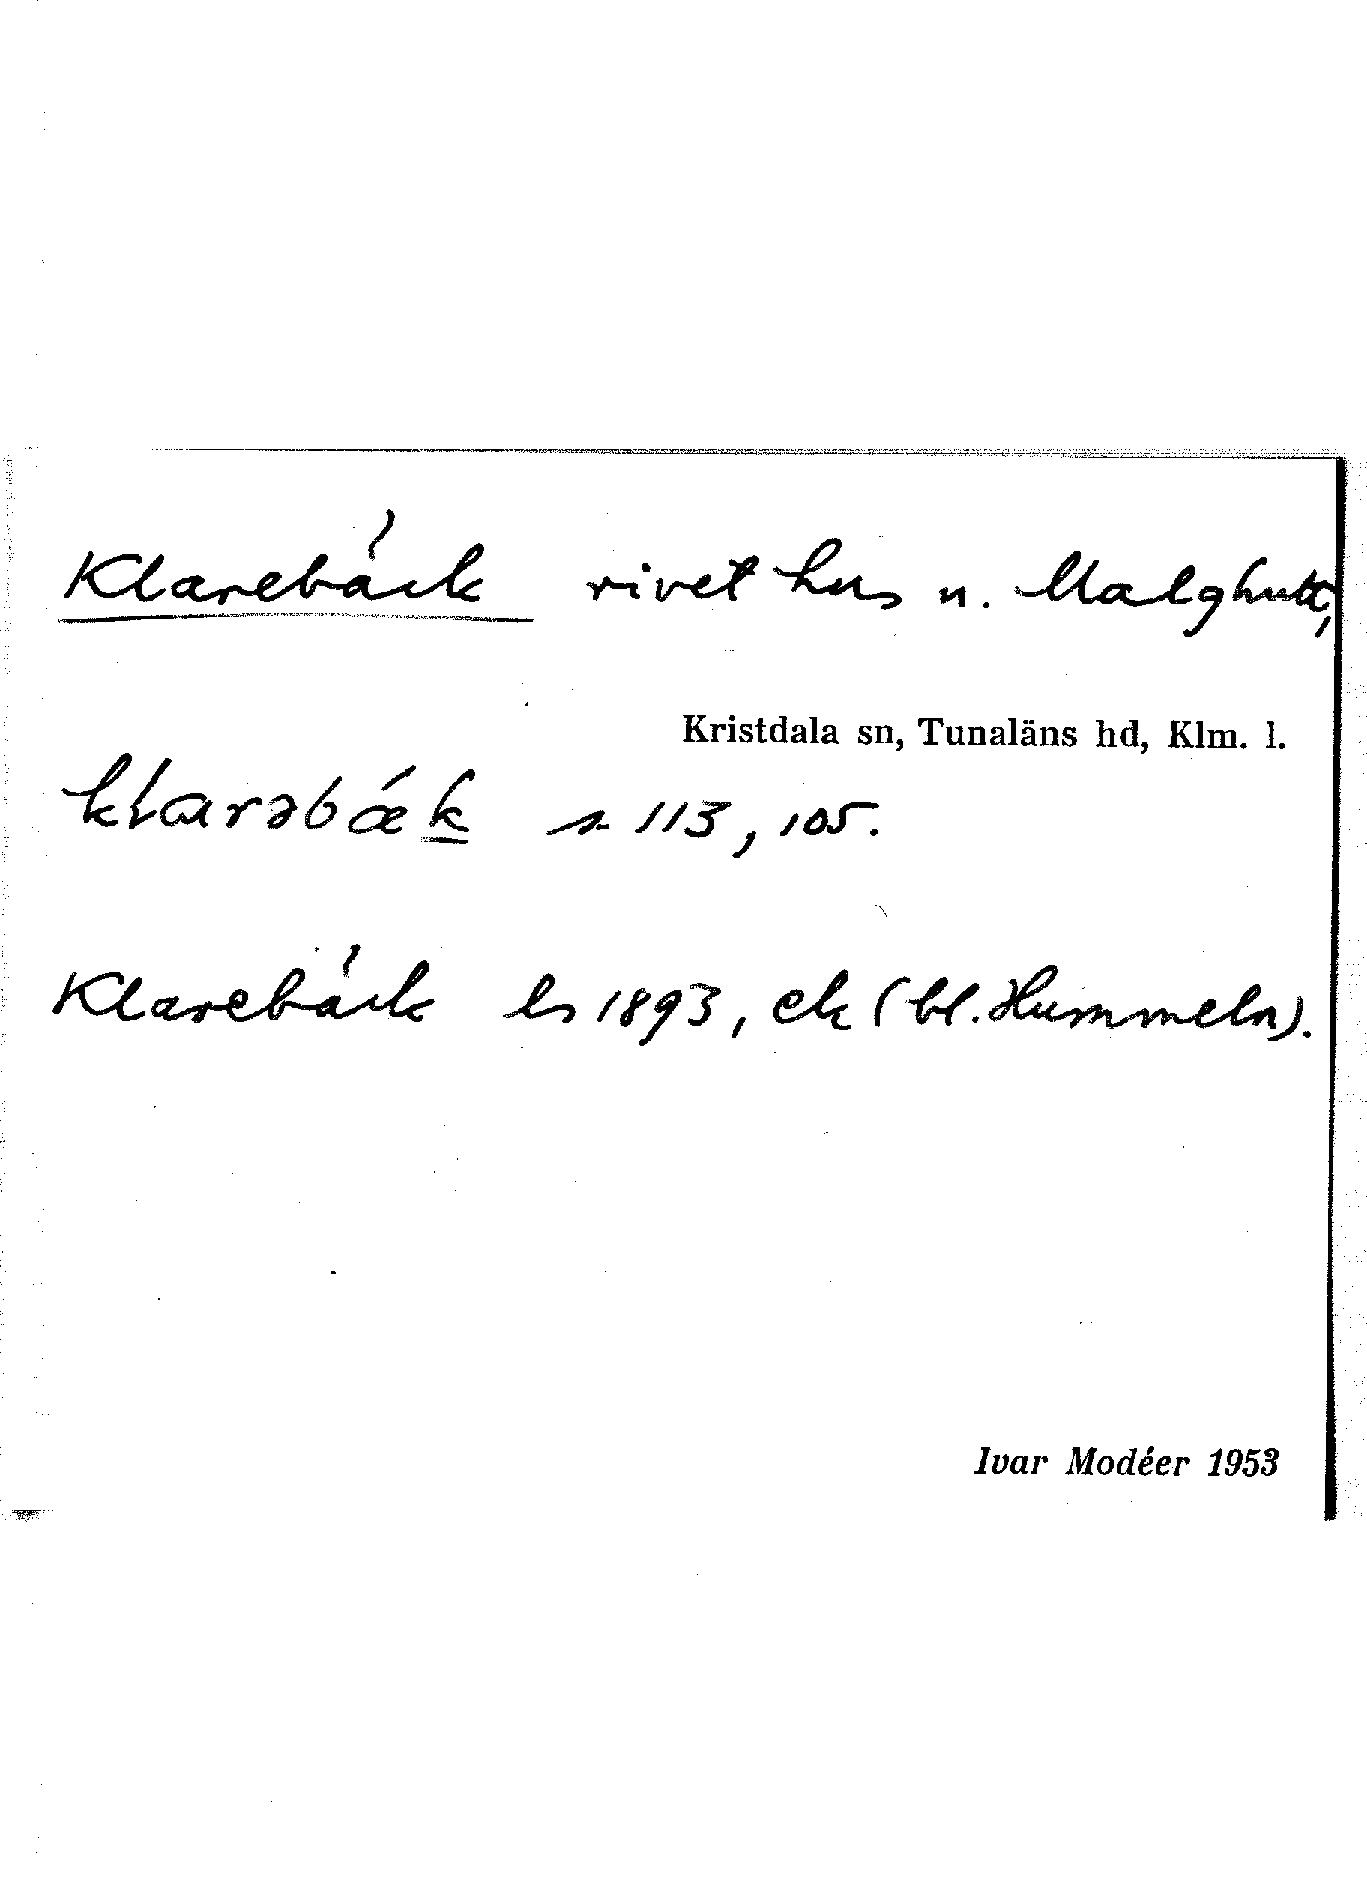 Klarebäck rivet hus u. Malghult,
Kristdala sn, Tunaläns hd, Klm. l.
klarəbǽk s. 113, 105.
Klarebäck ls 1893, ek (bl. Hummeln).
Ivar Modéer 1953